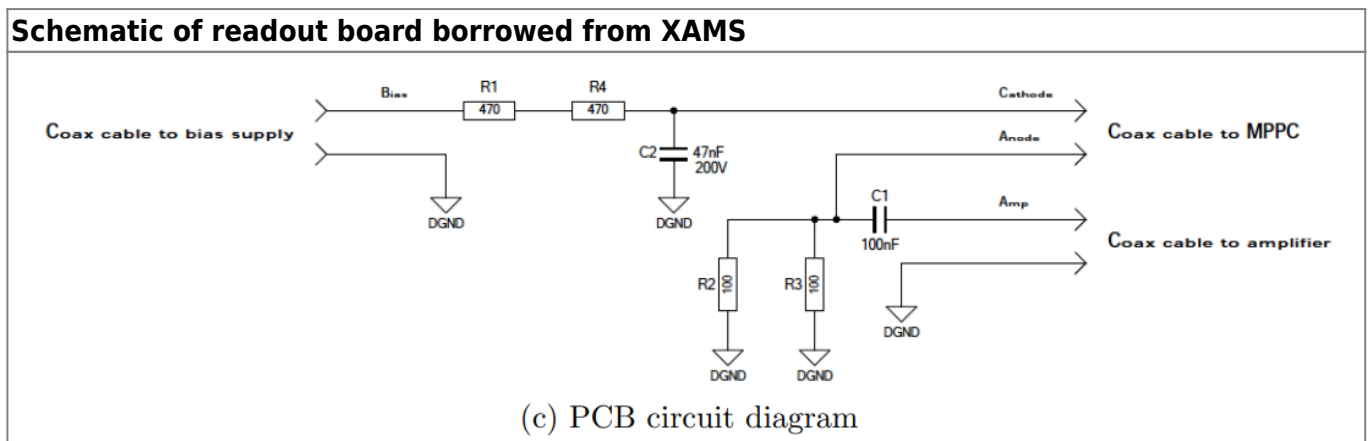 Schematic of readout board borrowed from XAMS
Bias
R1
470
R4
470
Cathode
Coax cable to bias supply
Anode
Coax cable to MPPC
C2
47nF
200V
DGND
DGND
C1
100nF
Amp
Coax cable to amplifier
R2
100
R3
100
DGND
DGND
DGND
(c) PCB circuit diagram